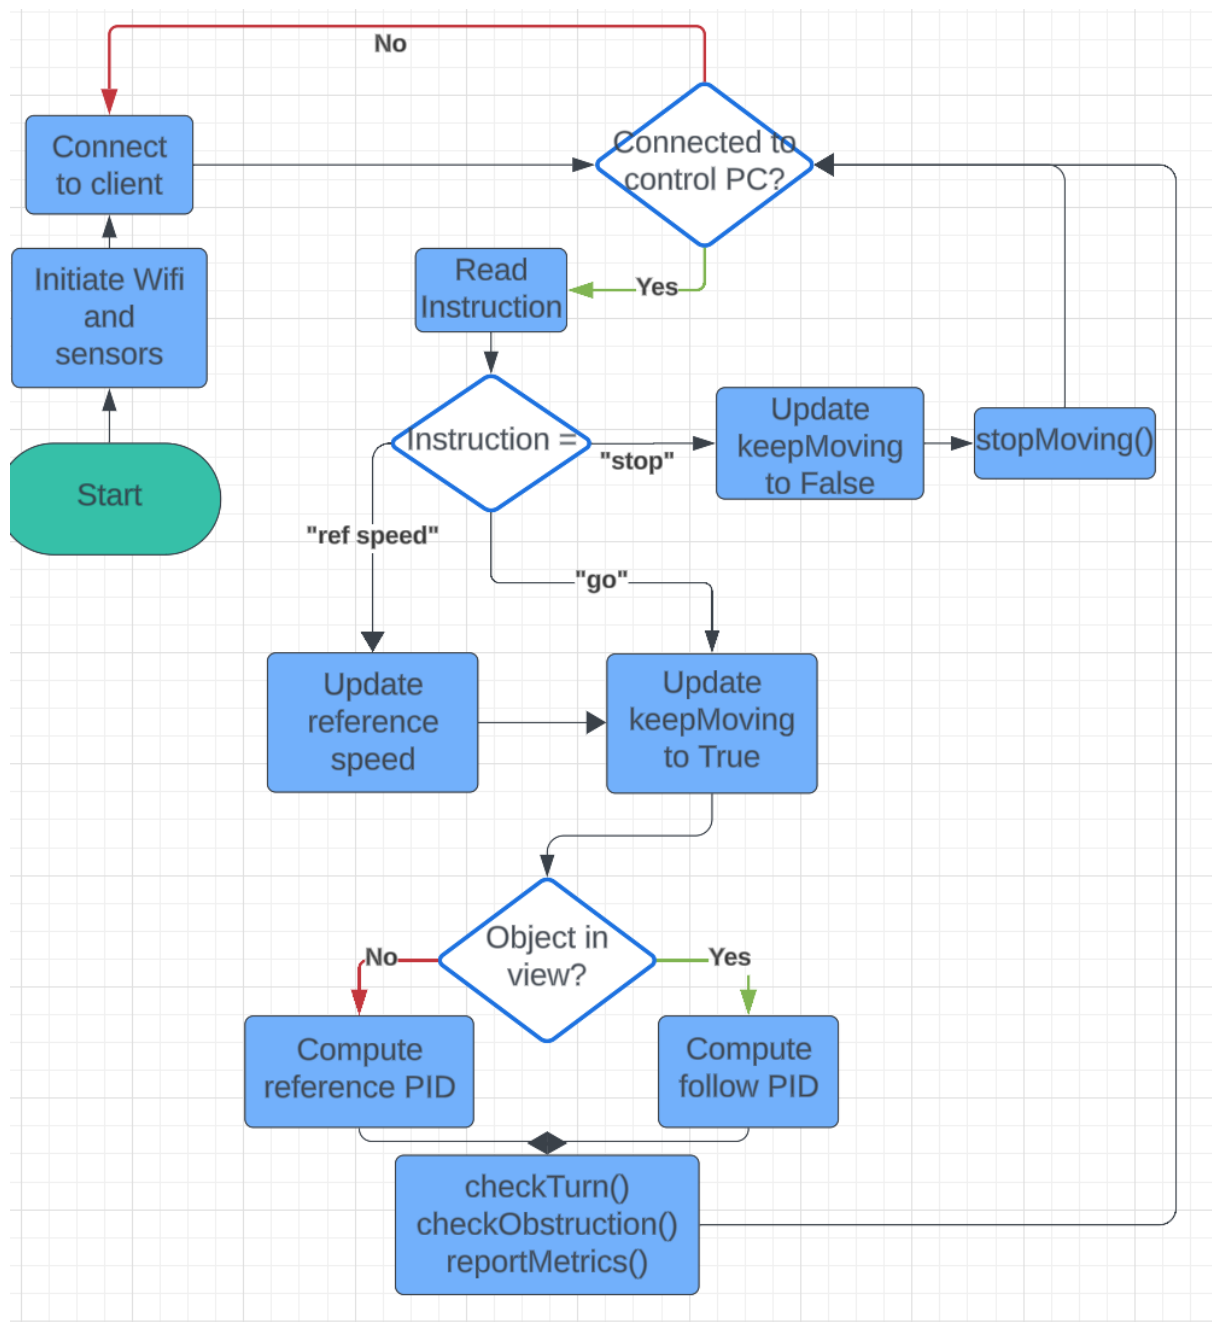 No
Connect
to client
Connected to
control PC?
Initiate Wifi
and
sensors
Read
Instruction
Yes
Start
Instruction =
"stop"
Update
keepMoving
to False
stopMoving()
"ref speed"
"go"
Update
reference
speed
Update
keepMoving
to True
Object in
view?
No
Yes
Compute
reference PID
Compute
follow PID
checkTurn()
checkObstruction()
reportMetrics()